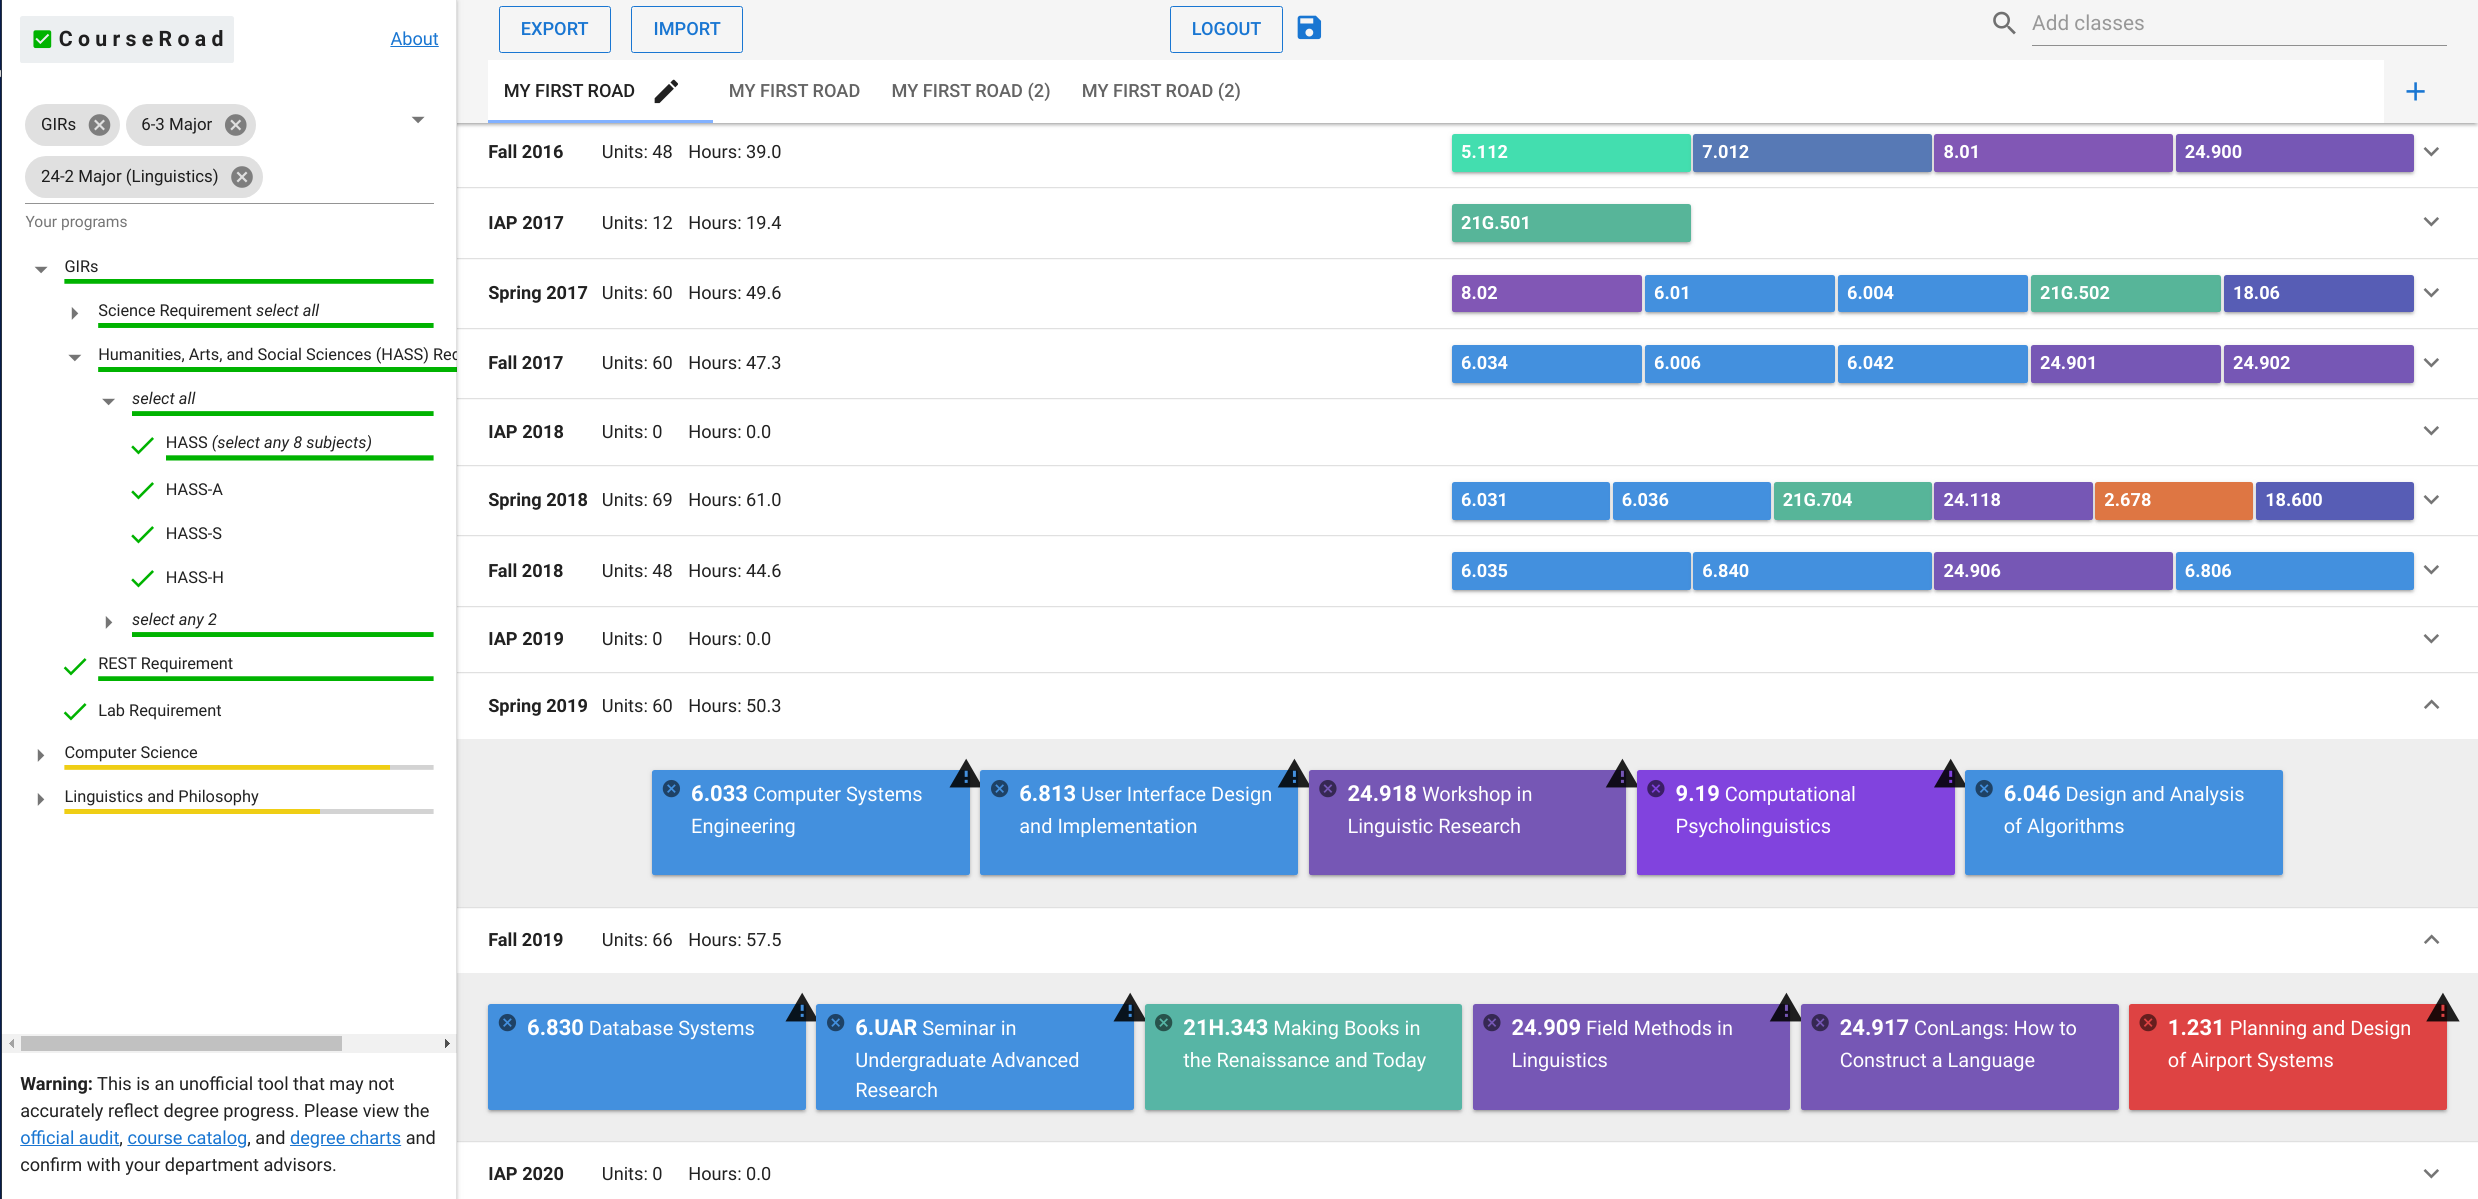 CourseRoad
About
GIRs
6-3 Major
24-2 Major (Linguistics)
Your programs
GIRs
Science Requirement select all
Humanities, Arts, and Social Sciences (HASS) Rec
select all
HASS (select any 8 subjects)
HASS-A
HASS-S
HASS-H
select any 2
REST Requirement
Lab Requirement
Computer Science
Linguistics and Philosophy
Warning: This is an unofficial tool that may not
accurately reflect degree progress. Please view the
official audit, course catalog, and degree charts and
confirm with your department advisors.
EXPORT IMPORT LOGOUT Add classes
MY FIRST ROAD MY FIRST ROAD MY FIRST ROAD (2) MY FIRST ROAD (2)
Fall 2016 Units: 48 Hours: 39.0 5.112 7.012 8.01 24.900
IAP 2017 Units: 12 Hours: 19.4 21G.501
Spring 2017 Units: 60 Hours: 49.6 8.02 6.01 6.004 21G.502 18.06
Fall 2017 Units: 60 Hours: 47.3 6.034 6.006 6.042 24.901 24.902
IAP 2018 Units: 0 Hours: 0.0
Spring 2018 Units: 69 Hours: 61.0 6.031 6.036 21G.704 24.118 2.678 18.600
Fall 2018 Units: 48 Hours: 44.6 6.035 6.840 24.906 6.806
IAP 2019 Units: 0 Hours: 0.0
Spring 2019 Units: 60 Hours: 50.3
6.033 Computer Systems
Engineering
6.813 User Interface Design
and Implementation
24.918 Workshop in
Linguistic Research
9.19 Computational
Psycholinguistics
6.046 Design and Analysis
of Algorithms
Fall 2019 Units: 66 Hours: 57.5
6.830 Database Systems
6.UAR Seminar in
Undergraduate Advanced
Research
21H.343 Making Books in
the Renaissance and Today
24.909 Field Methods in
Linguistics
24.917 ConLangs: How to
Construct a Language
1.231 Planning and Design
of Airport Systems
IAP 2020 Units: 0 Hours: 0.0